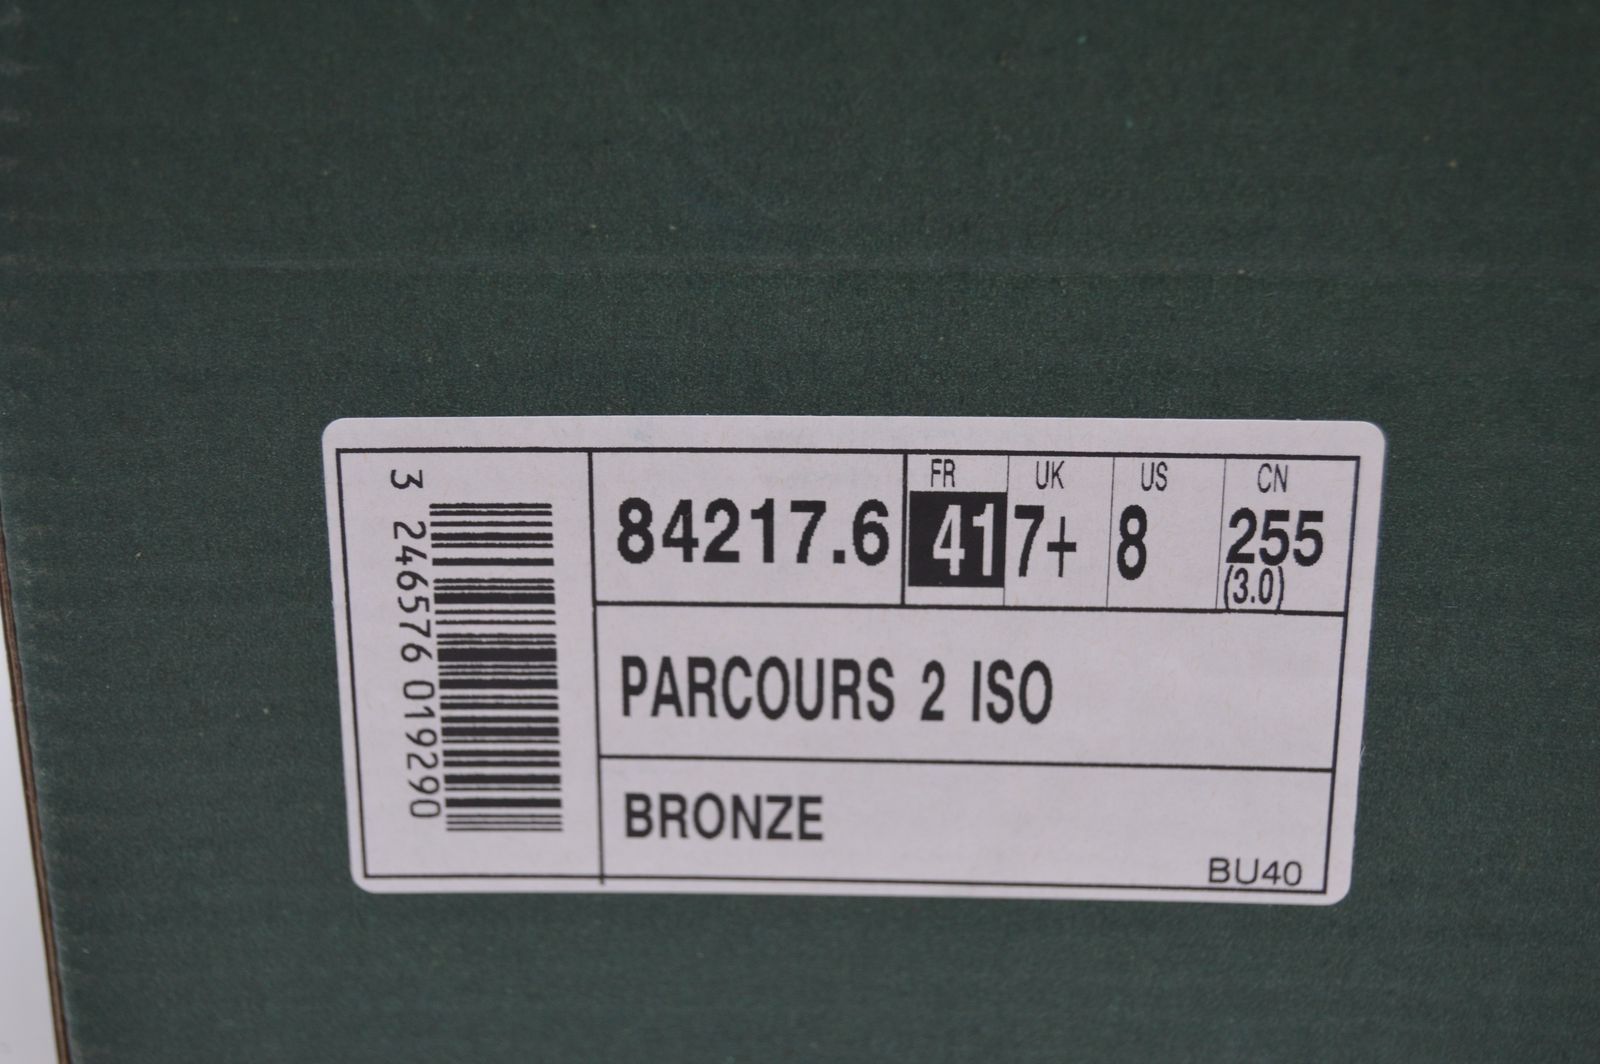 3 246576 019290
84217.6
FR UK US CN
41 7+ 8 255
(3.0)
PARCOURS 2 ISO
BRONZE
BU40